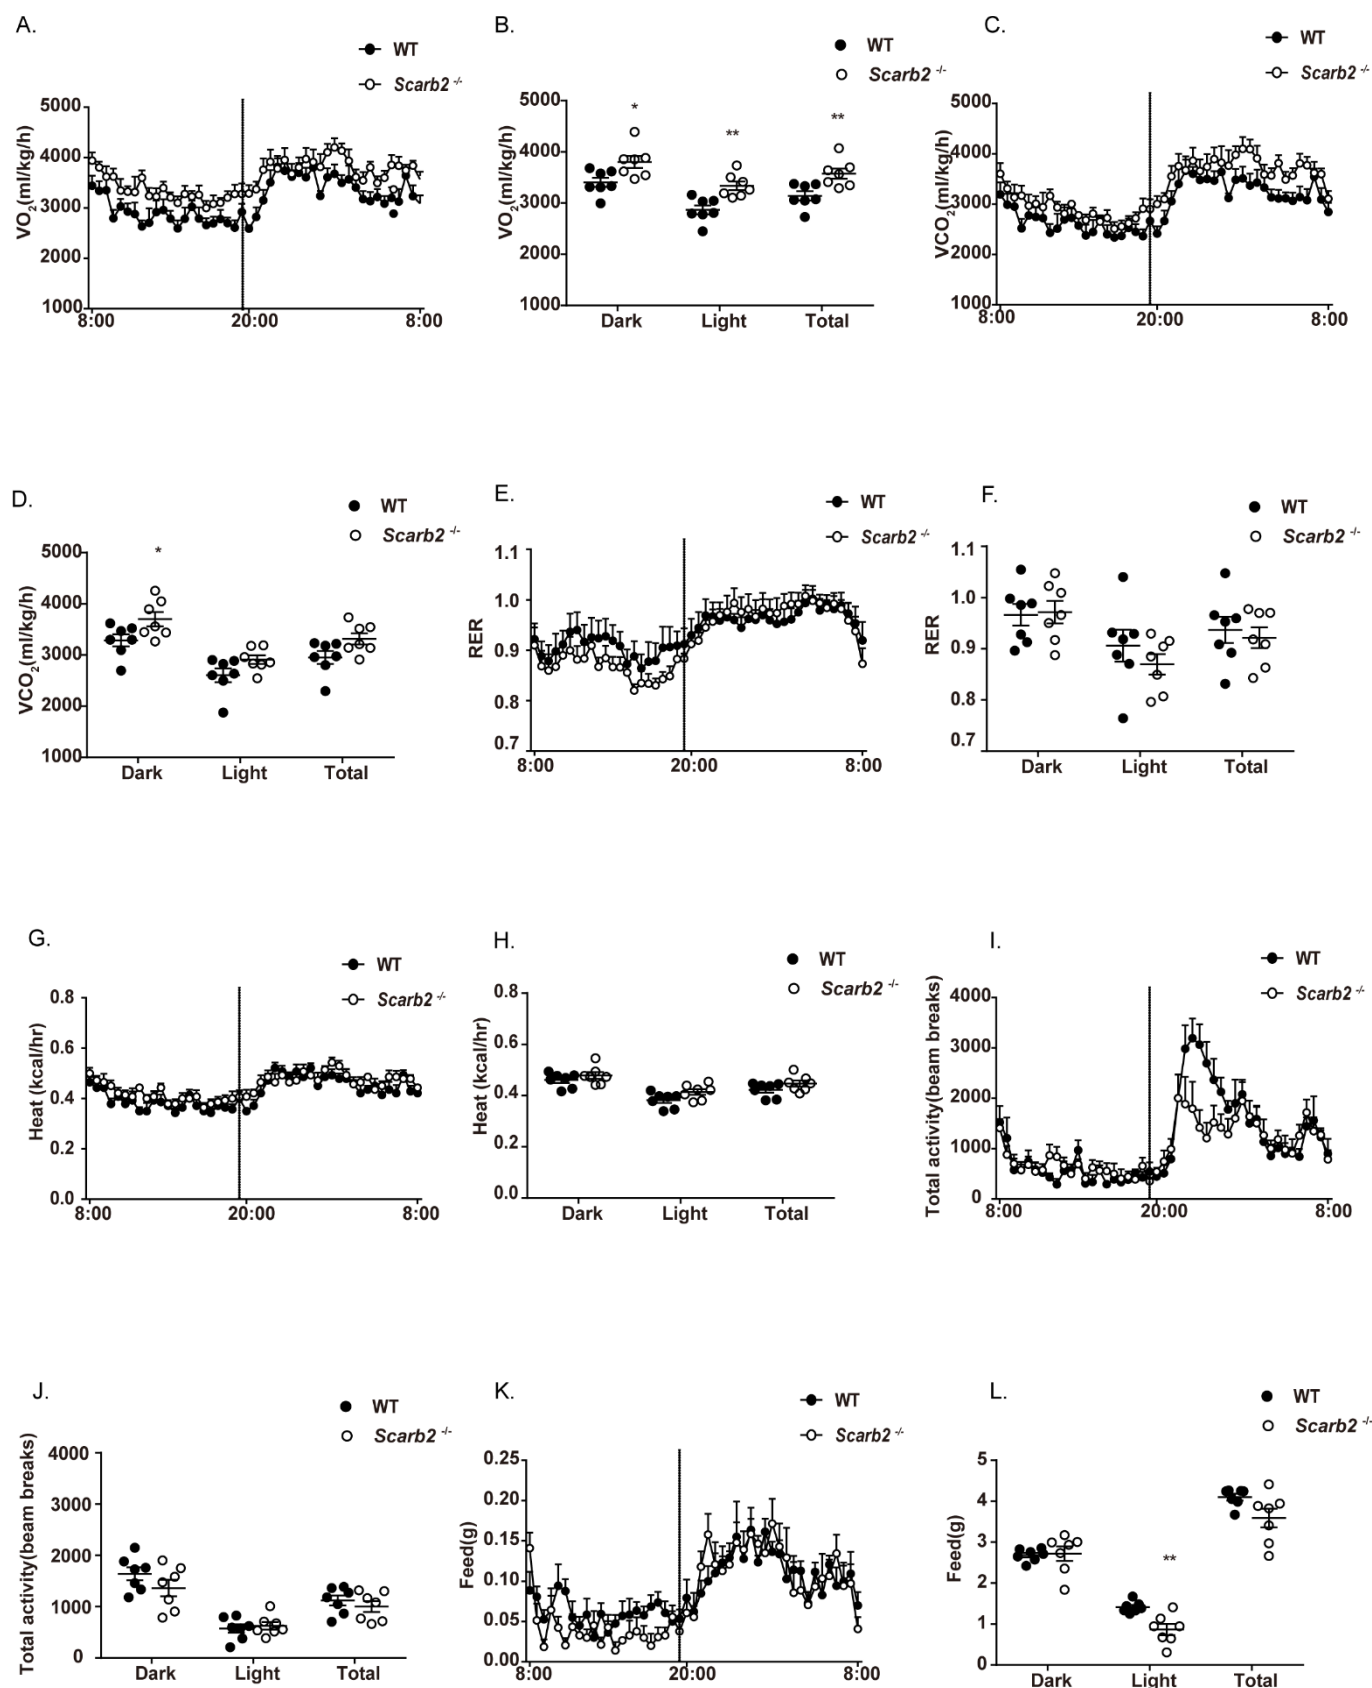 A.
WT
Scarb2 -/-
VO2(ml/kg/h)
5000
4000
3000
2000
1000
8:00
20:00
8:00
B.
WT
Scarb2 -/-
VO2(ml/kg/h)
5000
4000
3000
2000
1000
*
**
**
Dark
Light
Total
C.
WT
Scarb2 -/-
VCO2(ml/kg/h)
5000
4000
3000
2000
1000
8:00
20:00
8:00
D.
WT
Scarb2 -/-
VCO2(ml/kg/h)
5000
4000
3000
2000
1000
*
Dark
Light
Total
E.
WT
Scarb2 -/-
RER
1.1
1.0
0.9
0.8
0.7
8:00
20:00
8:00
F.
WT
Scarb2 -/-
RER
1.1
1.0
0.9
0.8
0.7
Dark
Light
Total
G.
WT
Scarb2 -/-
Heat (kcal/hr)
0.8
0.6
0.4
0.2
0.0
8:00
20:00
8:00
H.
WT
Scarb2 -/-
Heat (kcal/hr)
0.8
0.6
0.4
0.2
0.0
Dark
Light
Total
I.
WT
Scarb2 -/-
Total activity(beam breaks)
4000
3000
2000
1000
0
8:00
20:00
8:00
J.
WT
Scarb2 -/-
Total activity(beam breaks)
4000
3000
2000
1000
0
Dark
Light
Total
K.
WT
Scarb2 -/-
Feed(g)
0.25
0.20
0.15
0.10
0.05
0.00
8:00
20:00
8:00
L.
WT
Scarb2 -/-
Feed(g)
5
4
3
2
1
0
**
Dark
Light
Total